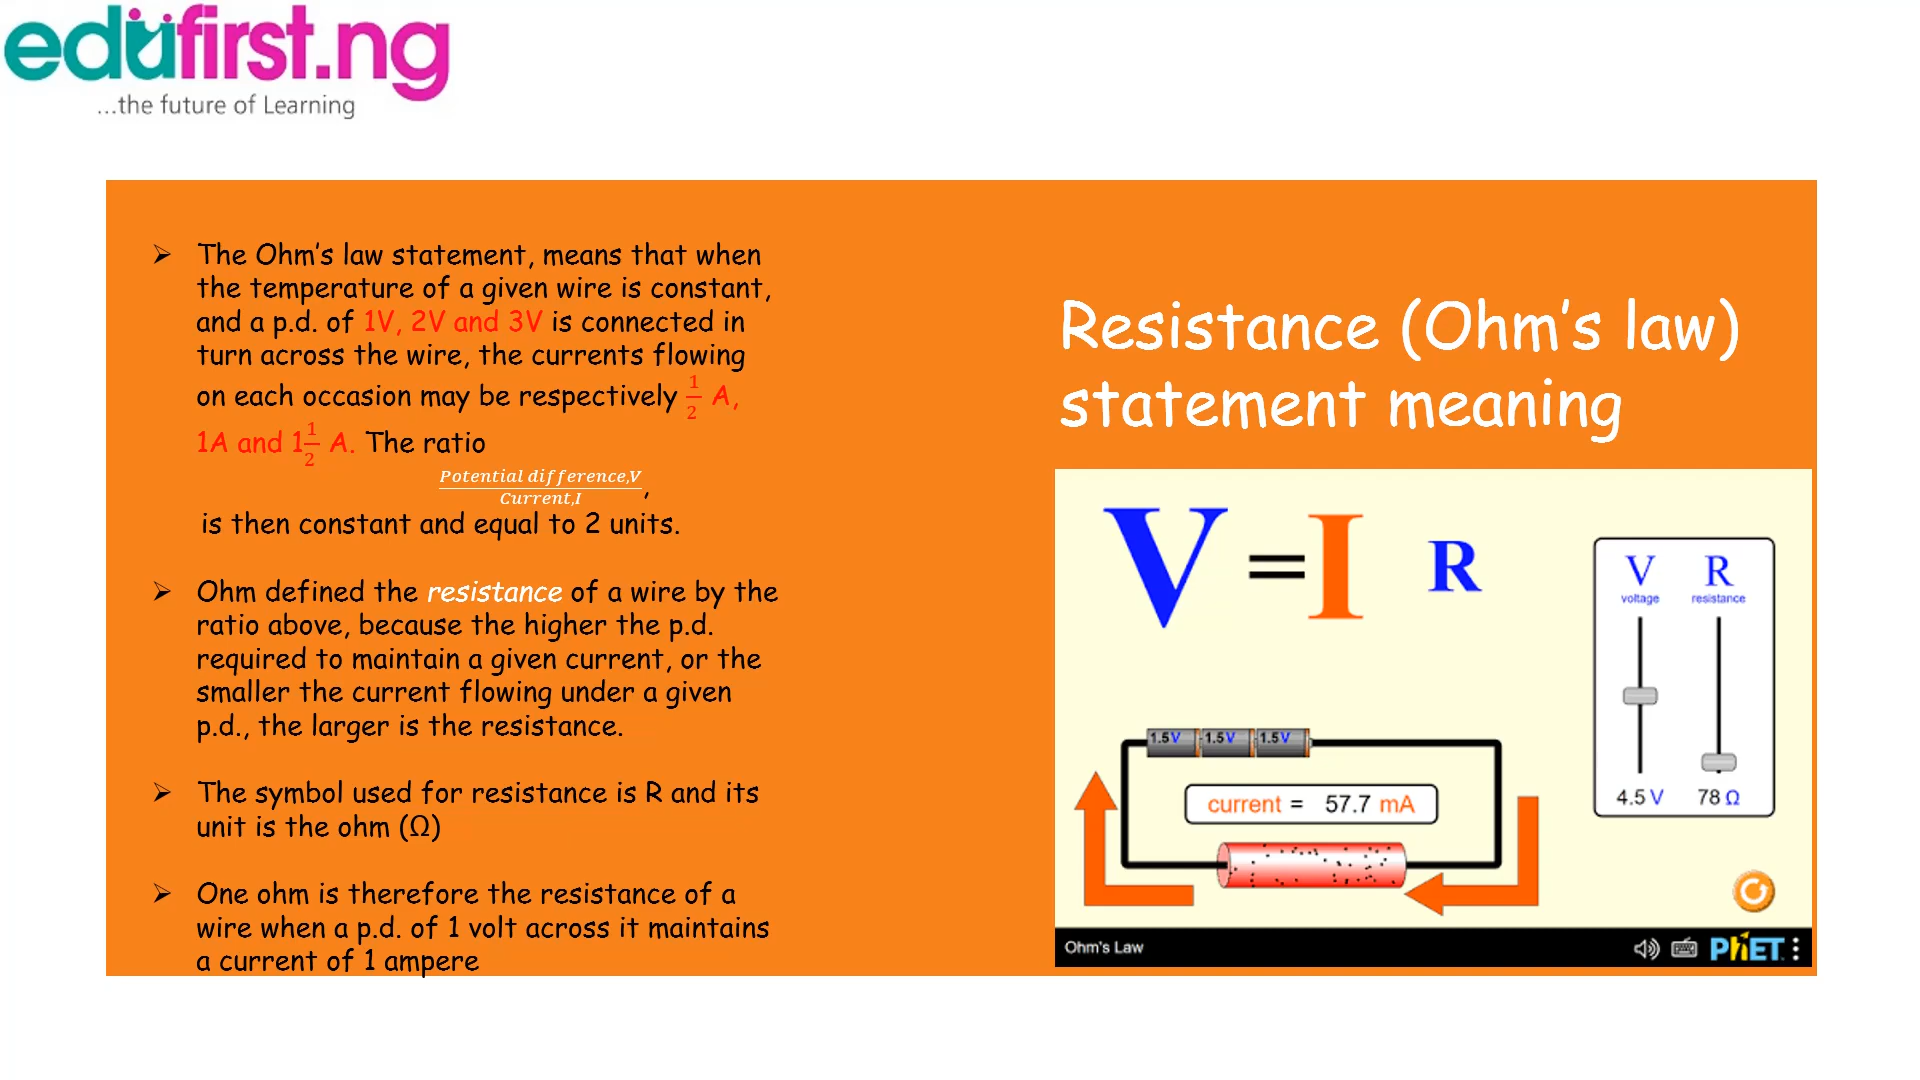 edufirst.ng
...the future of Learning
➢ The Ohm's law statement, means that when
the temperature of a given wire is constant,
and a p.d. of 1V, 2V and 3V is connected in
turn across the wire, the currents flowing
on each occasion may be respectively 1/2 A,
1A and 1 1/2 A. The ratio
Potential difference,V / Current,I ,
is then constant and equal to 2 units.
➢ Ohm defined the resistance of a wire by the
ratio above, because the higher the p.d.
required to maintain a given current, or the
smaller the current flowing under a given
p.d., the larger is the resistance.
➢ The symbol used for resistance is R and its
unit is the ohm (Ω)
➢ One ohm is therefore the resistance of a
wire when a p.d. of 1 volt across it maintains
a current of 1 ampere
Resistance (Ohm's law)
statement meaning
V = I R
V R
voltage resistance
4.5 V 78 Ω
1.5 V 1.5 V 1.5 V
current = 57.7 mA
Ohm's Law
PhET